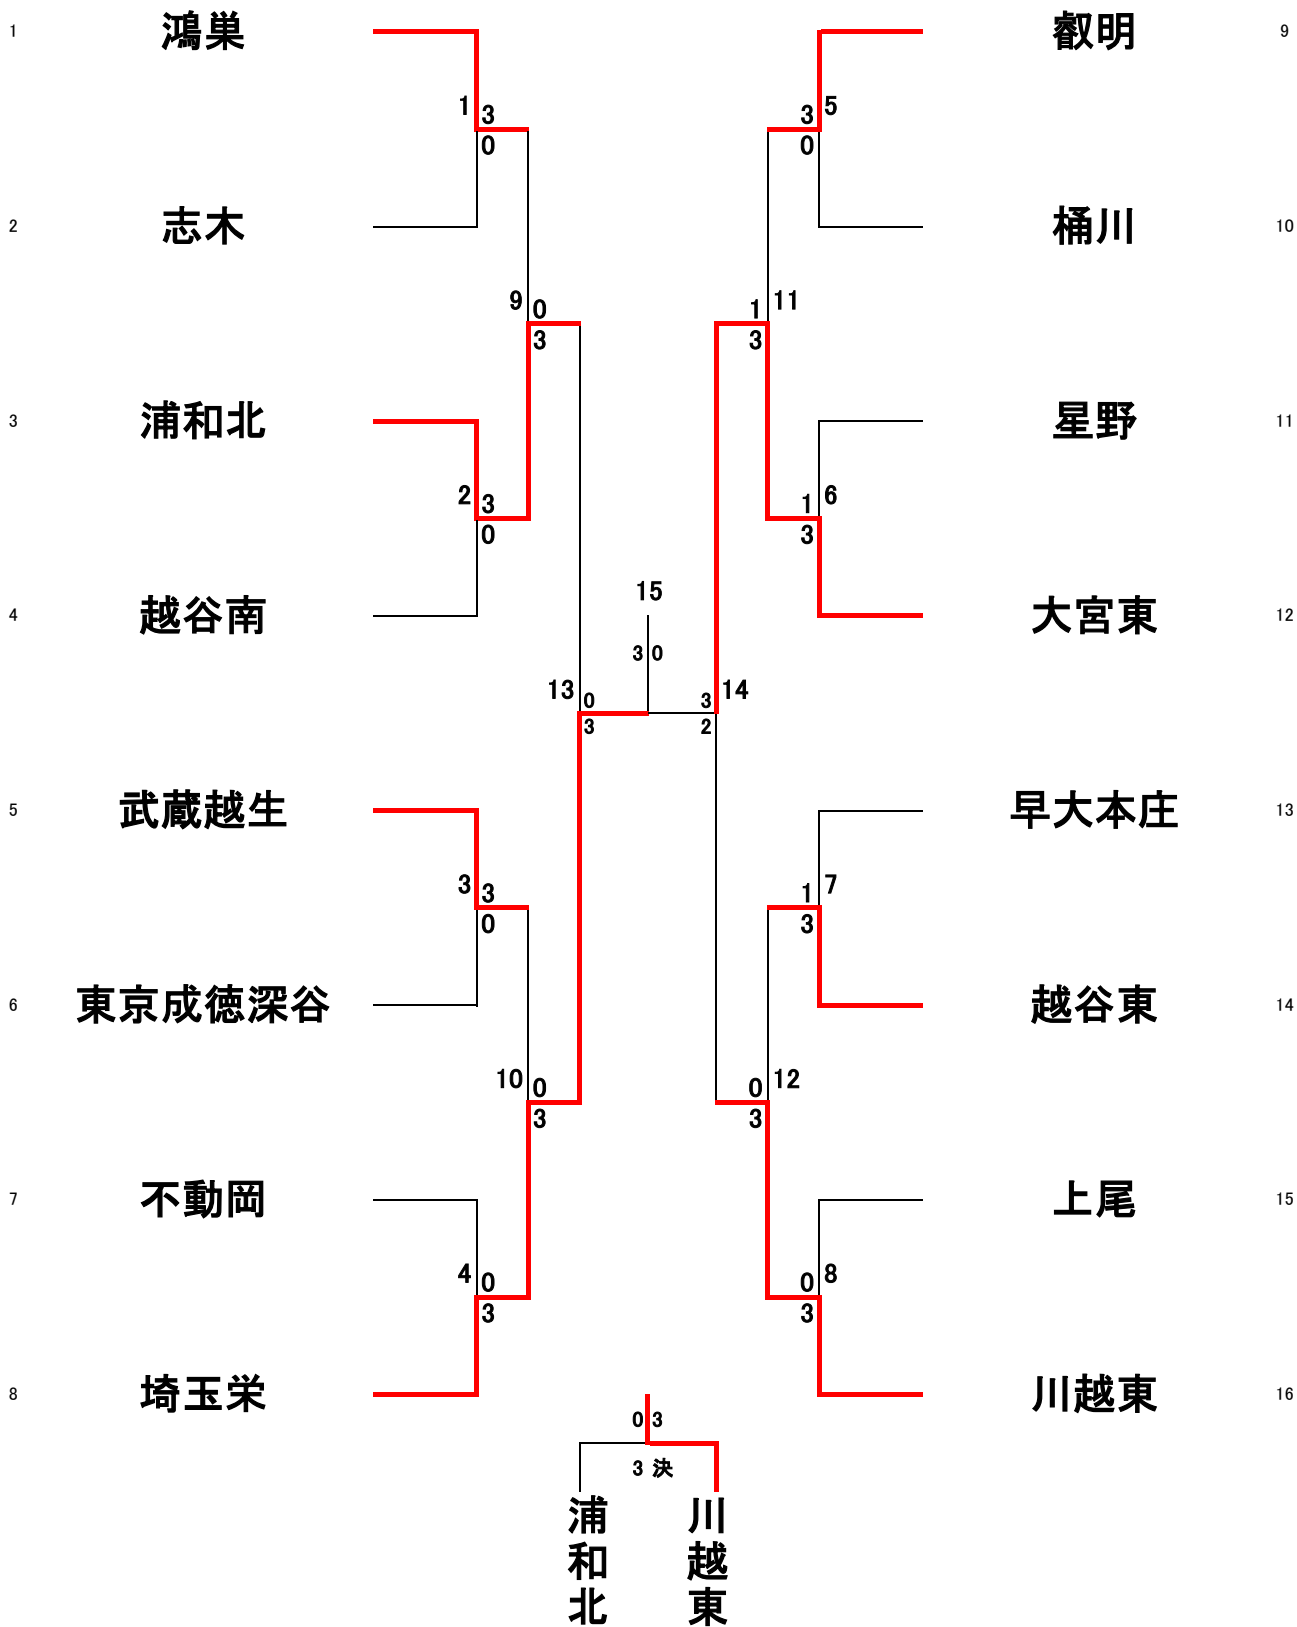 1 鴻巣 叡明 9
1 3 3 5
0 0
2 志木 桶川 10
9 0 1 11
3 3
3 浦和北 星野 11
2 3 1 6
0 3
15
4 越谷南 大宮東 12
3 0
13 0 3 14
3 2
5 武蔵越生 早大本庄 13
3 3 1 7
0 3
6 東京成徳深谷 越谷東 14
10 0 0 12
3 3
7 不動岡 上尾 15
4 0 0 8
3 3
8 埼玉栄 川越東 16
0 3
3 決
浦和北
川越東